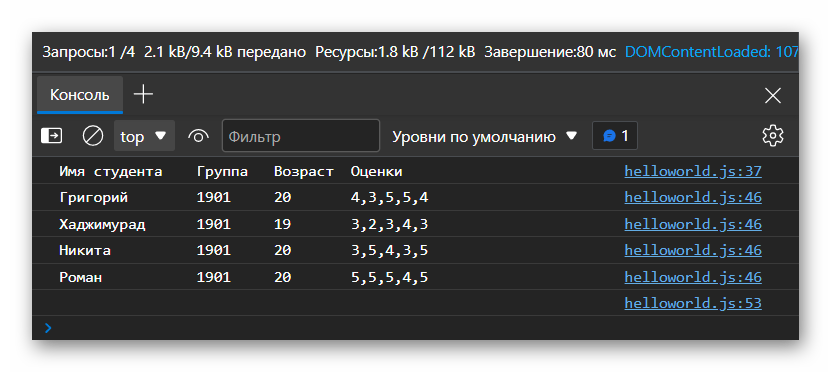 Запросы:1 /4 2.1 kB/9.4 kB передано Ресурсы:1.8 kB /112 kB Завершение:80 мс DOMContentLoaded: 107
Консоль
top Фильтр Уровни по умолчанию 1
Имя студента Группа Возраст Оценки helloworld.js:37
Григорий 1901 20 4,3,5,5,4 helloworld.js:46
Хаджимурад 1901 19 3,2,3,4,3 helloworld.js:46
Никита 1901 20 3,5,4,3,5 helloworld.js:46
Роман 1901 20 5,5,5,4,5 helloworld.js:46
helloworld.js:53